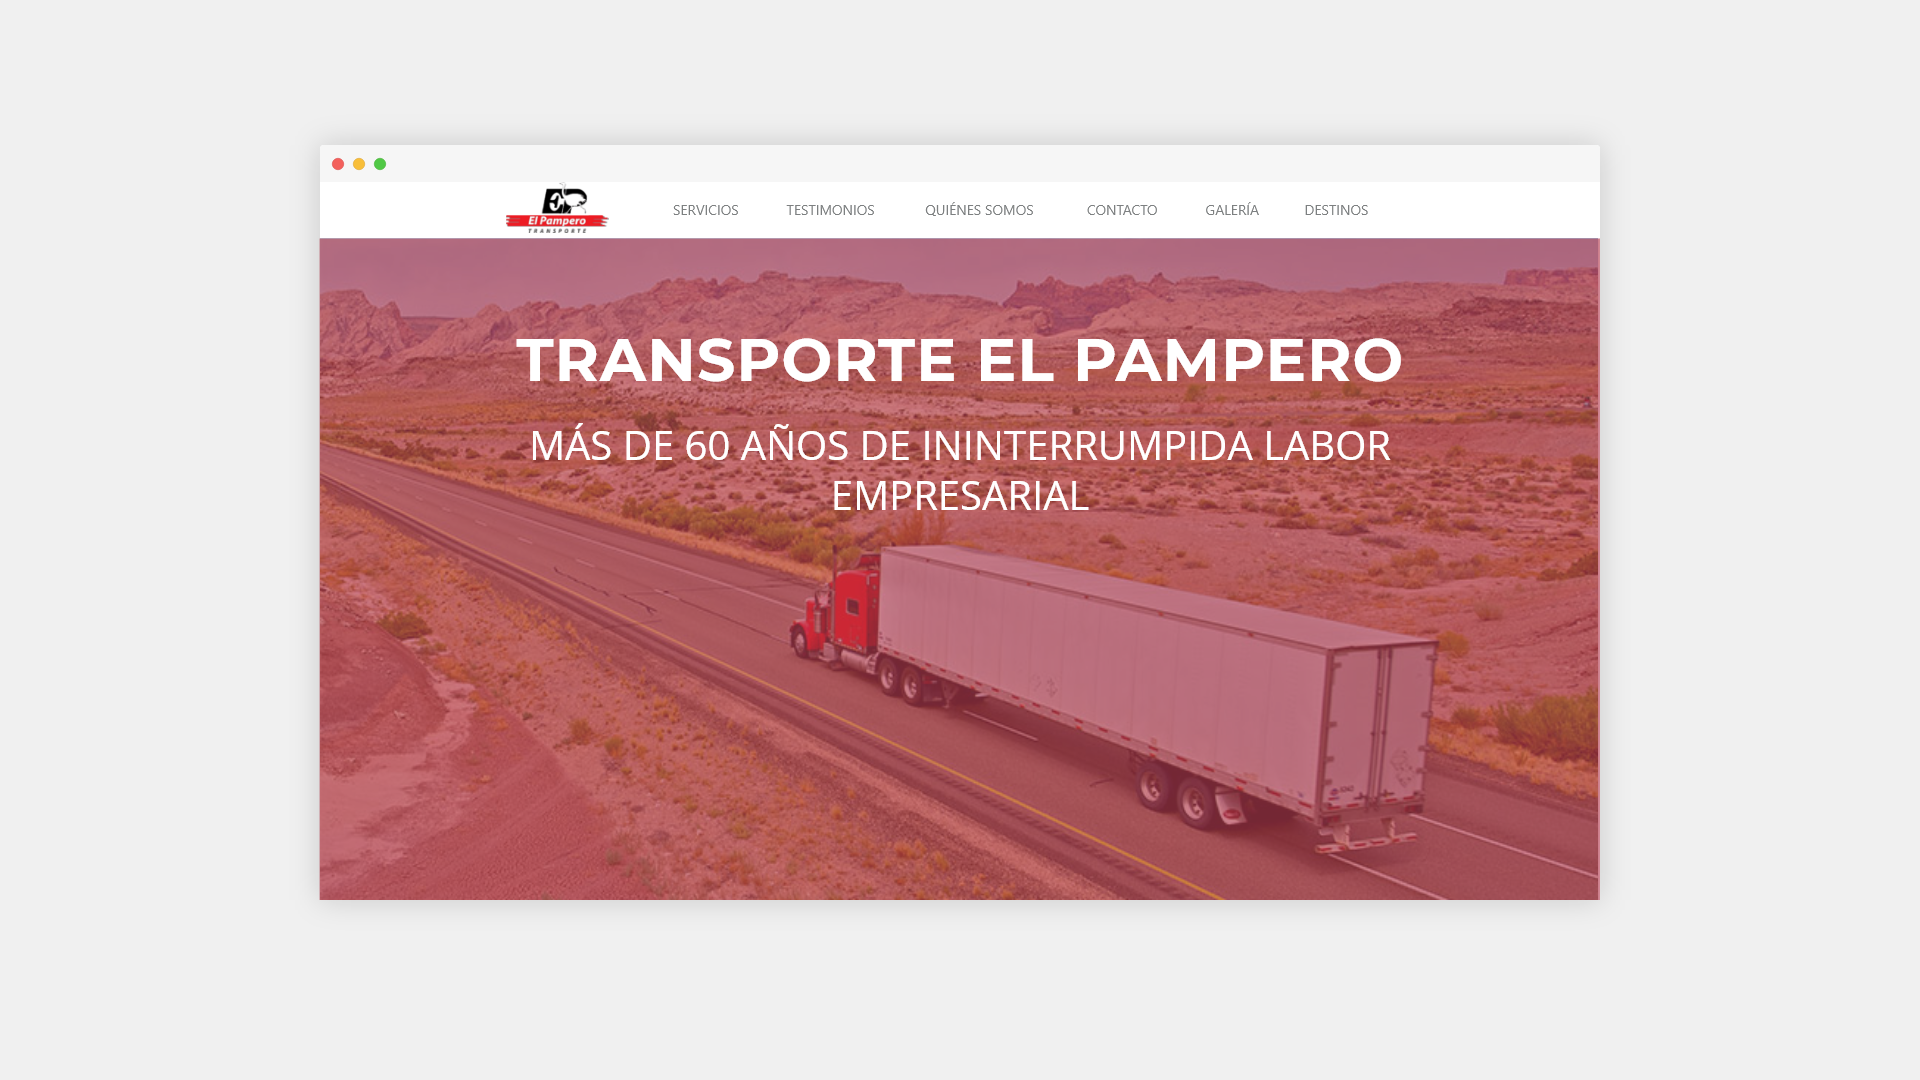 EP
El Pampero
TRANSPORTE
SERVICIOS
TESTIMONIOS
QUIÉNES SOMOS
CONTACTO
GALERÍA
DESTINOS
TRANSPORTE EL PAMPERO
MÁS DE 60 AÑOS DE ININTERRUMPIDA LABOR
EMPRESARIAL